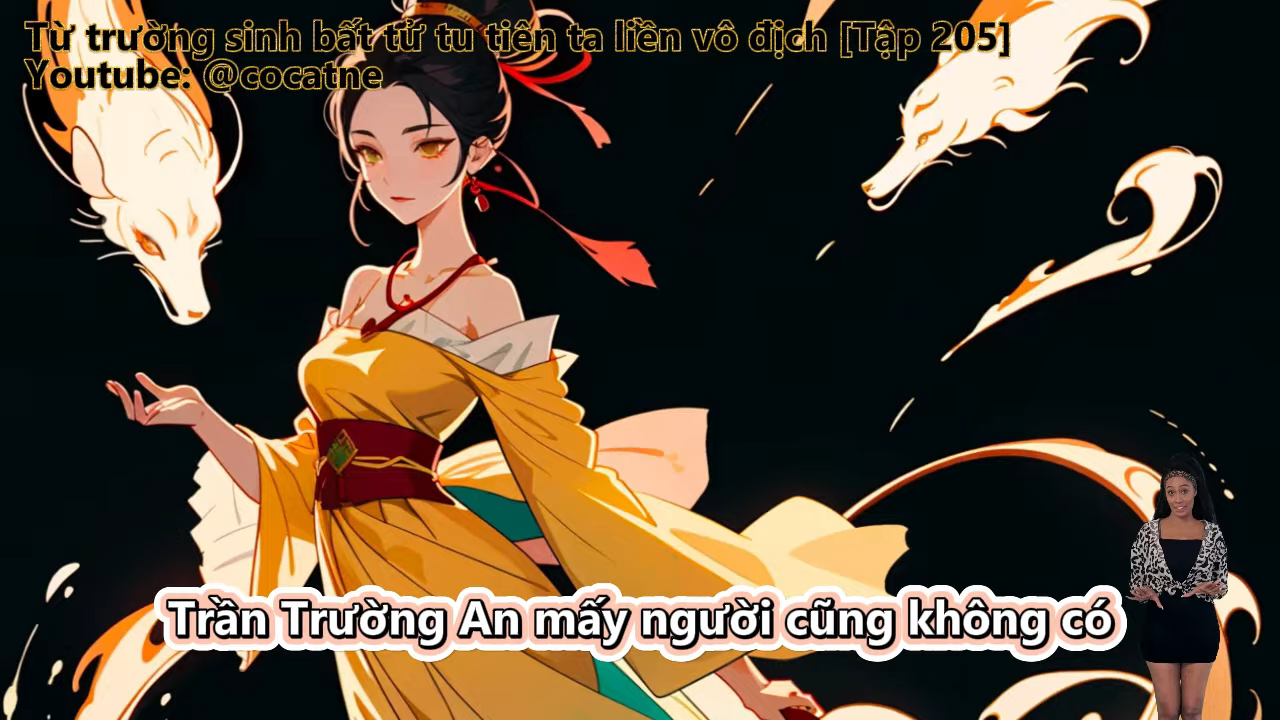 Từ trường sinh bất tử tu tiên ta liền vô địch [Tập 205]
Youtube: @cocatne
Trần Trường An mấy người cũng không có